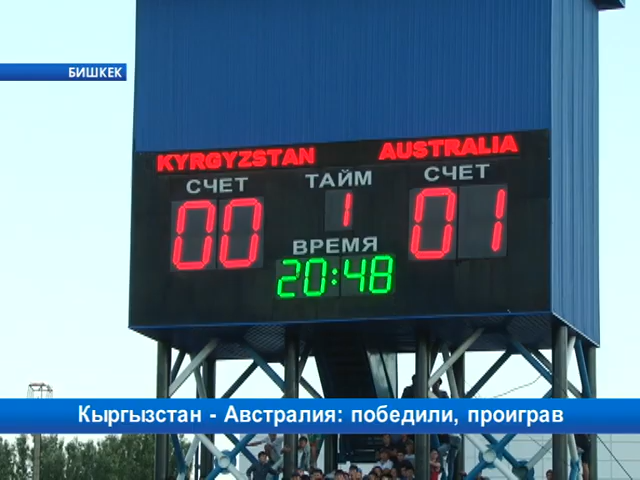 БИШКЕК
KYRGYZSTAN AUSTRALIA
СЧЕТ ТАЙМ СЧЕТ
00 1 01
ВРЕМЯ
20:48
Кыргызстан - Австралия: победили, проиграв